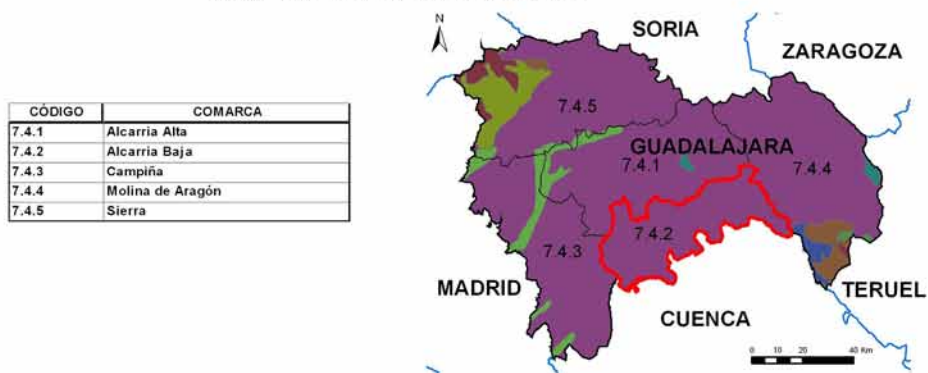 CÓDIGO COMARCA
7.4.1 Alcarria Alta
7.4.2 Alcarria Baja
7.4.3 Campiña
7.4.4 Molina de Aragón
7.4.5 Sierra
N
SORIA
ZARAGOZA
7.4.5
GUADALAJARA
7.4.1
7.4.4
7.4.2
7.4.3
MADRID
TERUEL
CUENCA
0 10 20 40 Km